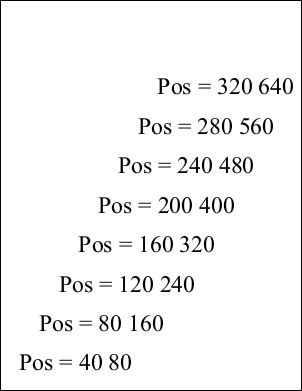 Pos = 320 640
Pos = 280 560
Pos = 240 480
Pos = 200 400
Pos = 160 320
Pos = 120 240
Pos = 80 160
Pos = 40 80